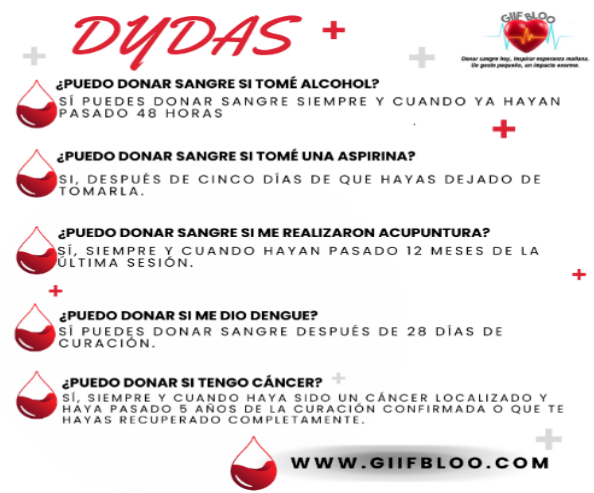 DYDAS
GIIFBLOO
Donar sangre hoy, inspirar esperanza mañana.
Un gesto pequeño, un impacto enorme.
¿PUEDO DONAR SANGRE SI TOMÉ ALCOHOL?
SÍ PUEDES DONAR SANGRE SIEMPRE Y CUANDO YA HAYAN
PASADO 48 HORAS
¿PUEDO DONAR SANGRE SI TOMÉ UNA ASPIRINA?
SI, DESPUÉS DE CINCO DÍAS DE QUE HAYAS DEJADO DE
TOMARLA.
¿PUEDO DONAR SANGRE SI ME REALIZARON ACUPUNTURA?
SÍ, SIEMPRE Y CUANDO HAYAN PASADO 12 MESES DE LA
ÚLTIMA SESIÓN.
¿PUEDO DONAR SI ME DIO DENGUE?
SÍ PUEDES DONAR SANGRE DESPUÉS DE 28 DÍAS DE
CURACIÓN.
¿PUEDO DONAR SI TENGO CÁNCER?
SÍ, SIEMPRE Y CUANDO HAYA SIDO UN CÁNCER LOCALIZADO Y
HAYA PASADO 5 AÑOS DE LA CURACIÓN CONFIRMADA O QUE TE
HAYAS RECUPERADO COMPLETAMENTE.
WWW.GIIFBLOO.COM